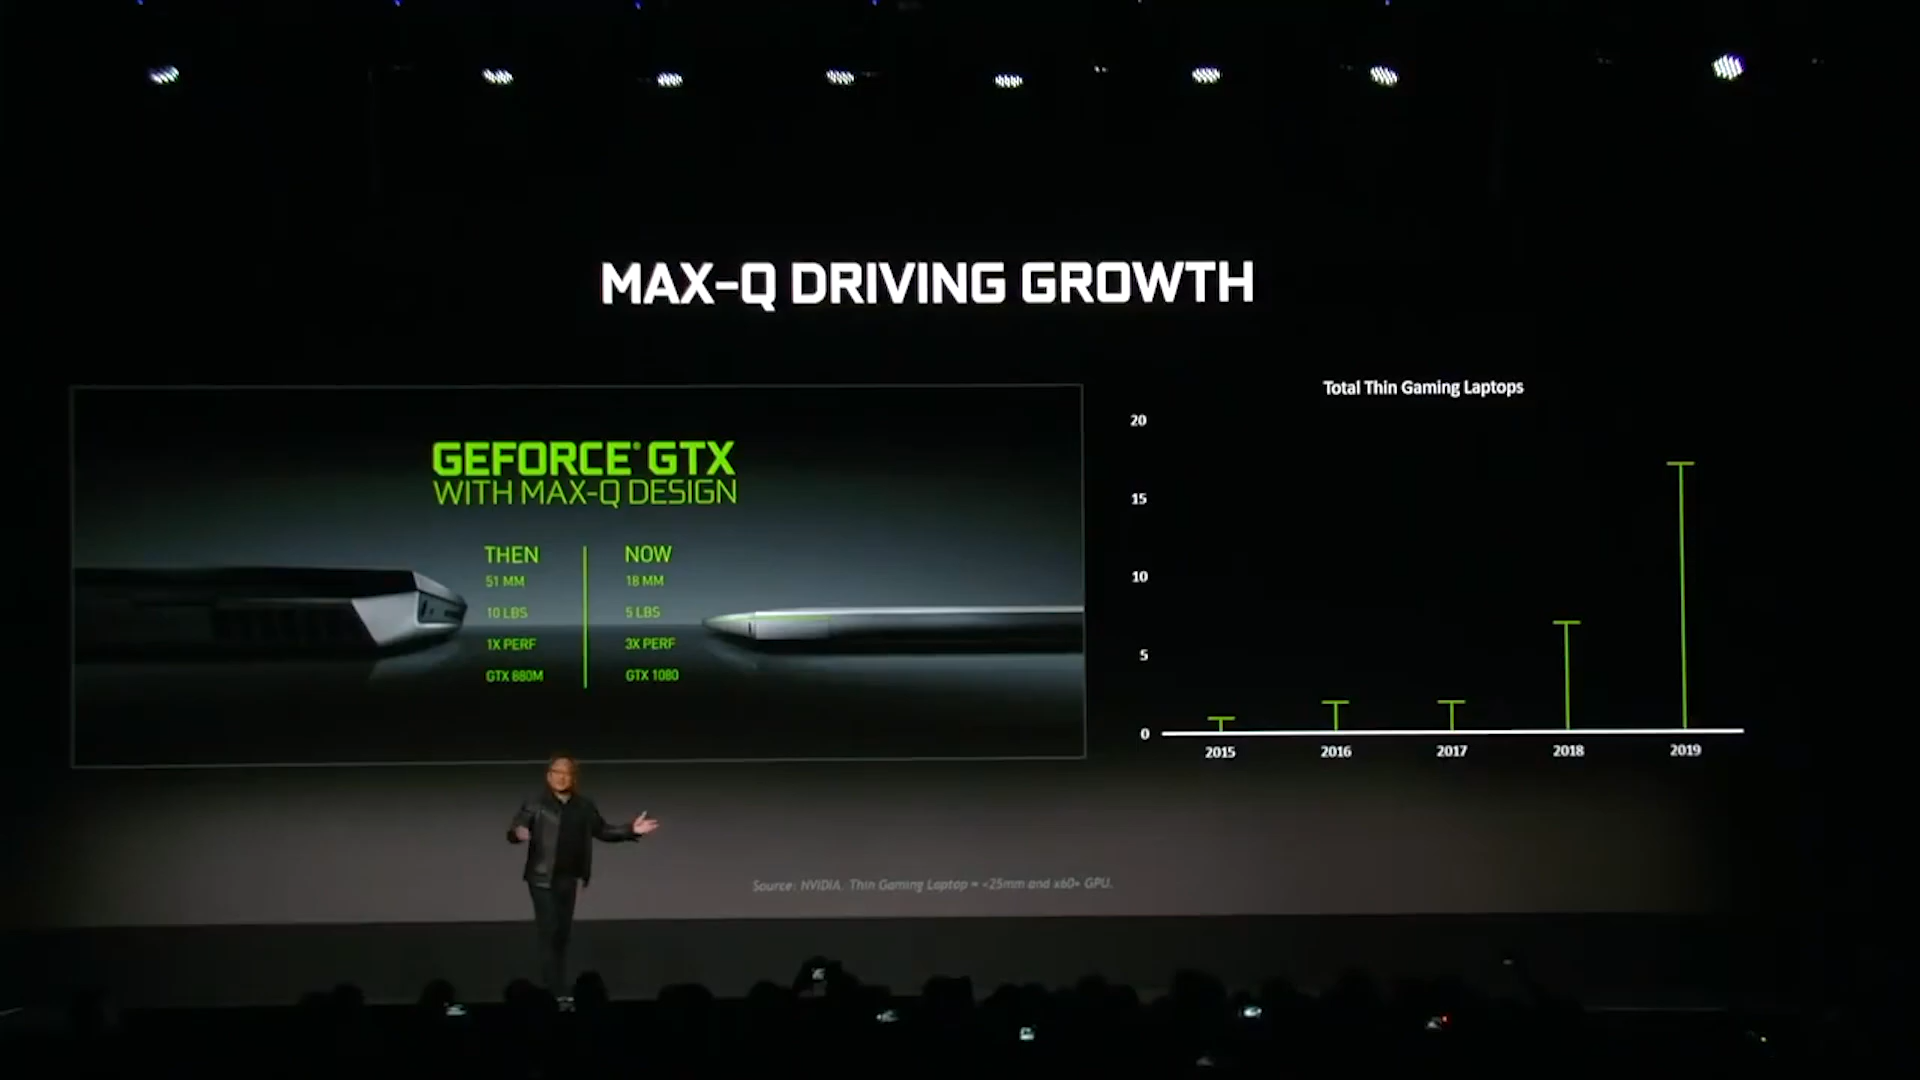 MAX-Q DRIVING GROWTH
GEFORCE® GTX
WITH MAX-Q DESIGN
THEN
51 MM
10 LBS
1X PERF
GTX 880M
NOW
18 MM
5 LBS
3X PERF
GTX 1080
Total Thin Gaming Laptops
20
15
10
5
0
2015 2016 2017 2018 2019
Source: NVIDIA. Thin Gaming Laptop = <25mm and x60+ GPU.